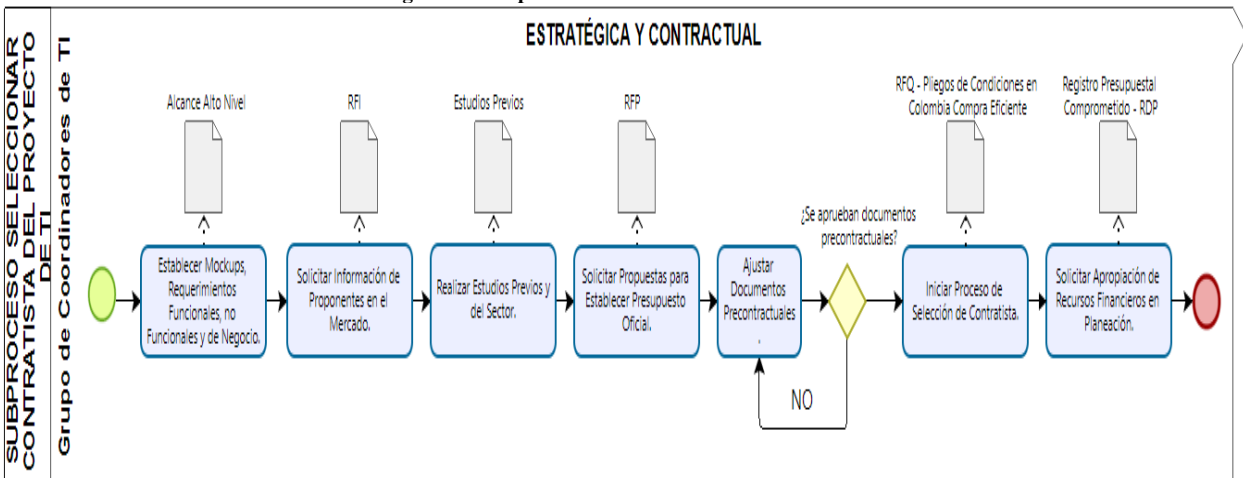 ESTRATÉGICA Y CONTRACTUAL
SUBPROCESO SELECCIONAR
CONTRATISTA DEL PROYECTO
DE TI
Grupo de Coordinadores de TI
Alcance Alto Nivel
RFI
Estudios Previos
RFP
RFQ - Pliegos de Condiciones en
Colombia Compra Eficiente
Registro Presupuestal
Comprometido - RDP
¿Se aprueban documentos
precontractuales?
Establecer Mockups,
Requerimientos
Funcionales, no
Funcionales y de Negocio.
Solicitar Información de
Proponentes en el
Mercado.
Realizar Estudios Previos y
del Sector.
Solicitar Propuestas para
Establecer Presupuesto
Oficial.
Ajustar
Documentos
Precontractuales
.
Iniciar Proceso de
Selección de Contratista.
Solicitar Apropiación de
Recursos Financieros en
Planeación.
NO